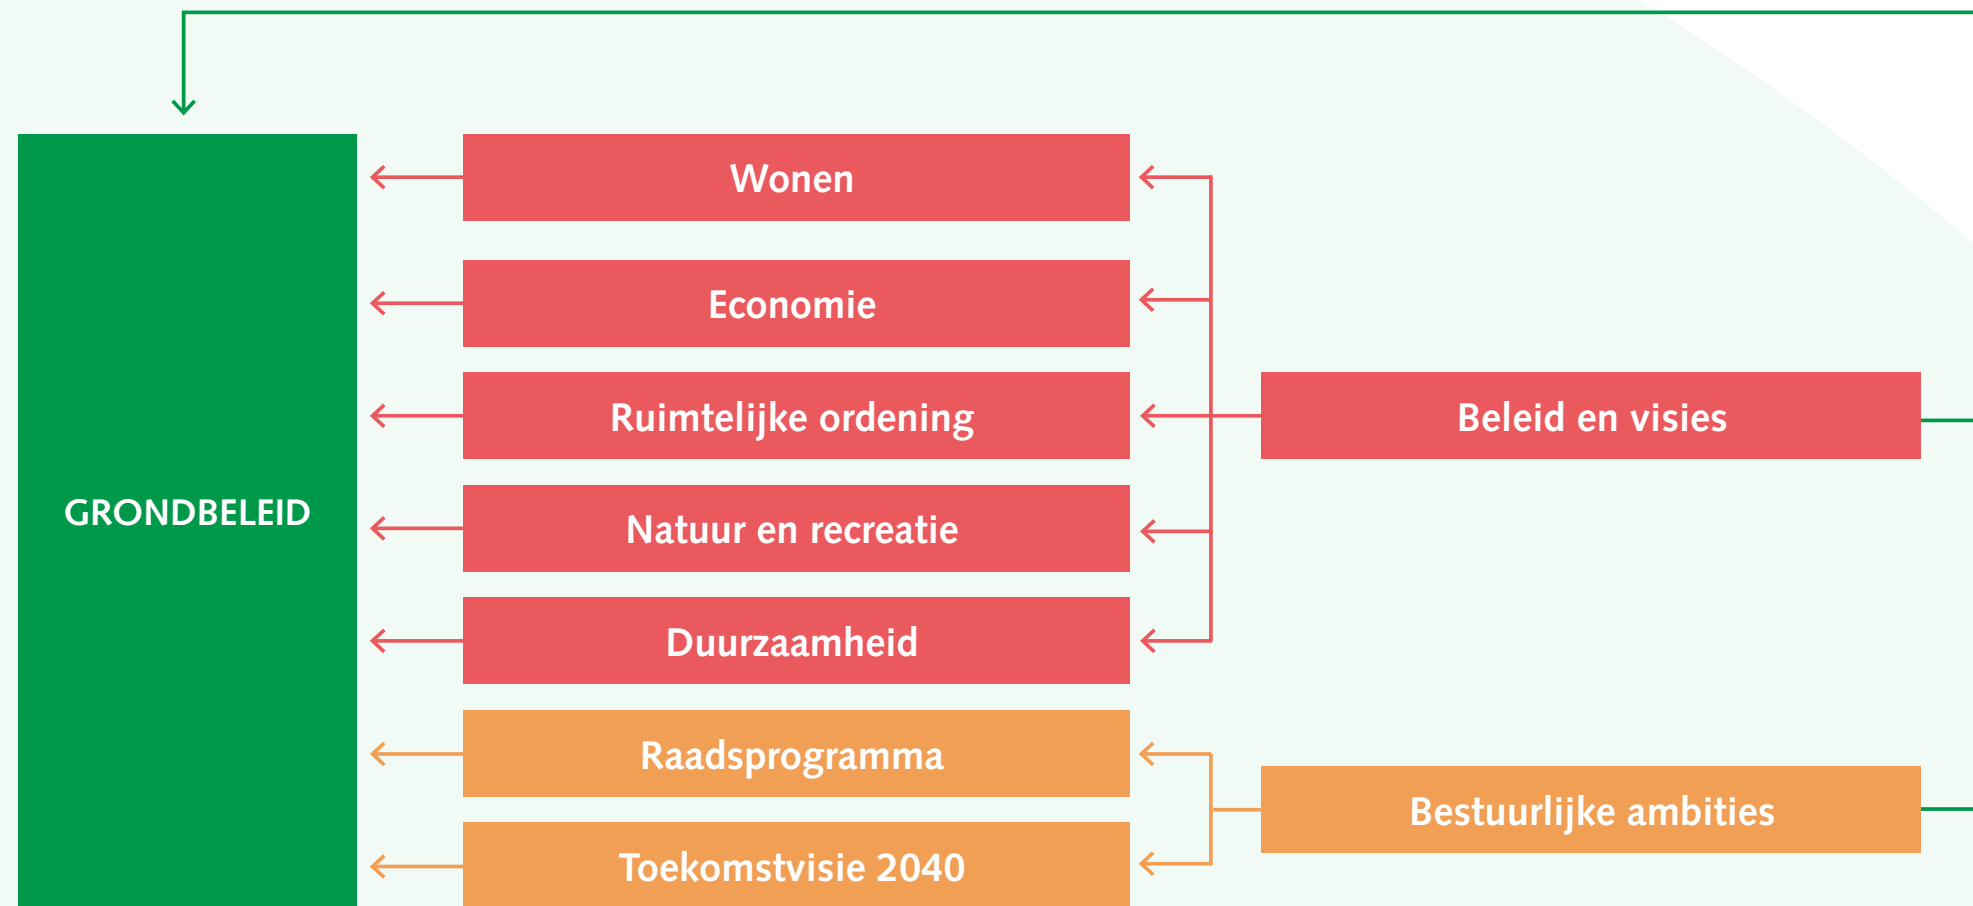 GRONDBELEID
Wonen
Economie
Ruimtelijke ordening
Natuur en recreatie
Duurzaamheid
Raadsprogramma
Toekomstvisie 2040
Beleid en visies
Bestuurlijke ambities